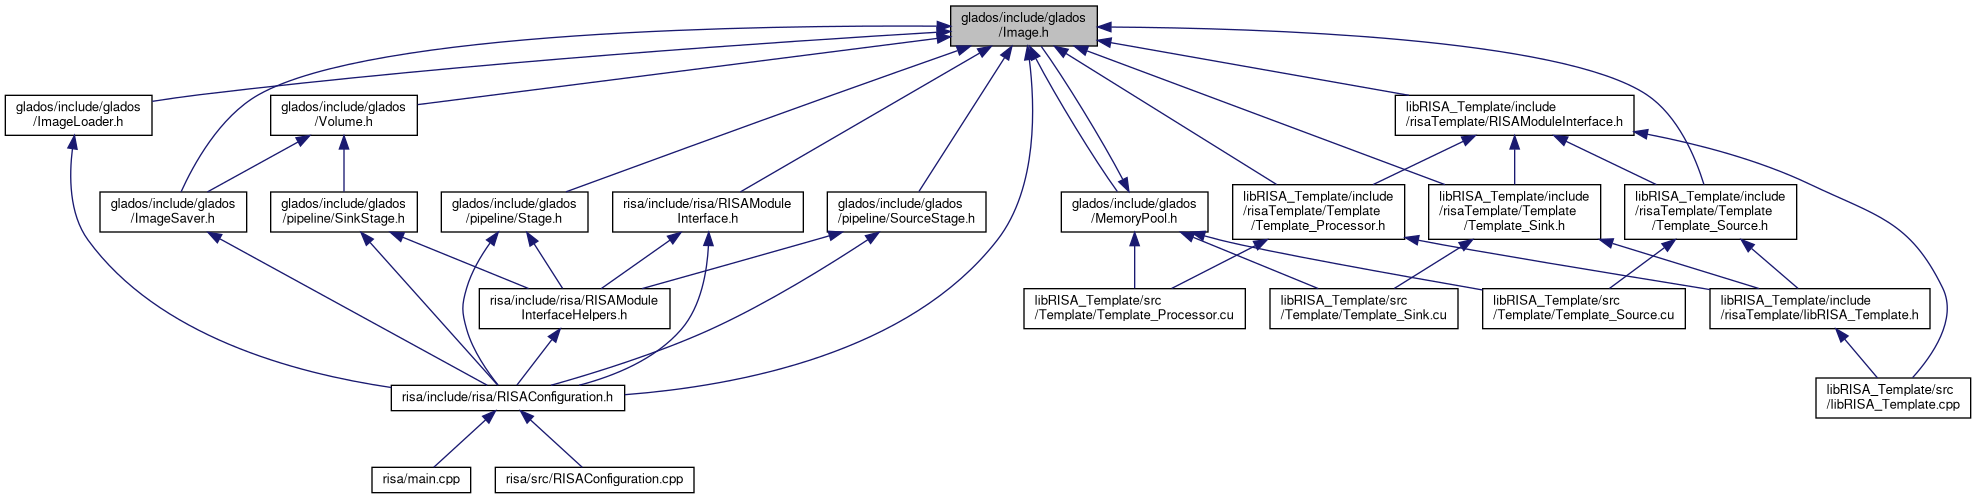 glados/include/glados
/Image.h
glados/include/glados
/ImageLoader.h
glados/include/glados
/Volume.h
libRISA_Template/include
/risaTemplate/RISAModuleInterface.h
glados/include/glados
/ImageSaver.h
glados/include/glados
/pipeline/SinkStage.h
glados/include/glados
/pipeline/Stage.h
risa/include/risa/RISAModule
Interface.h
glados/include/glados
/pipeline/SourceStage.h
glados/include/glados
/MemoryPool.h
libRISA_Template/include
/risaTemplate/Template
/Template_Processor.h
libRISA_Template/include
/risaTemplate/Template
/Template_Sink.h
libRISA_Template/include
/risaTemplate/Template
/Template_Source.h
risa/include/risa/RISAModule
InterfaceHelpers.h
libRISA_Template/src
/Template/Template_Processor.cu
libRISA_Template/src
/Template/Template_Sink.cu
libRISA_Template/src
/Template/Template_Source.cu
libRISA_Template/include
/risaTemplate/libRISA_Template.h
risa/include/risa/RISAConfiguration.h
libRISA_Template/src
/libRISA_Template.cpp
risa/main.cpp
risa/src/RISAConfiguration.cpp